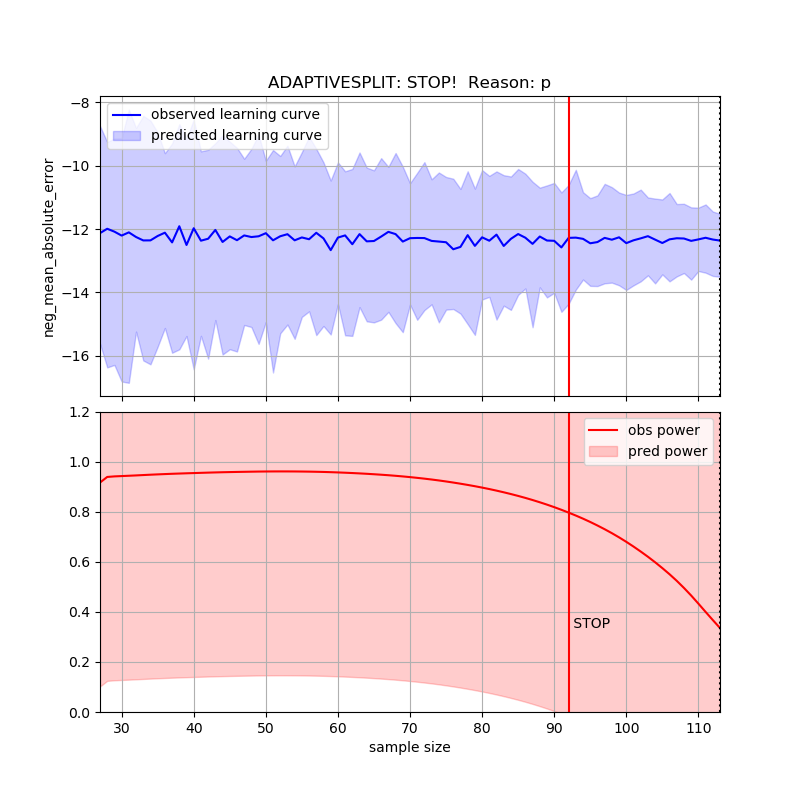 ADAPTIVESPLIT: STOP!  Reason: p
observed learning curve
predicted learning curve
neg_mean_absolute_error
−8
−10
−12
−14
−16
obs power
pred power
STOP
1.2
1.0
0.8
0.6
0.4
0.2
0.0
30 40 50 60 70 80 90 100 110
sample size